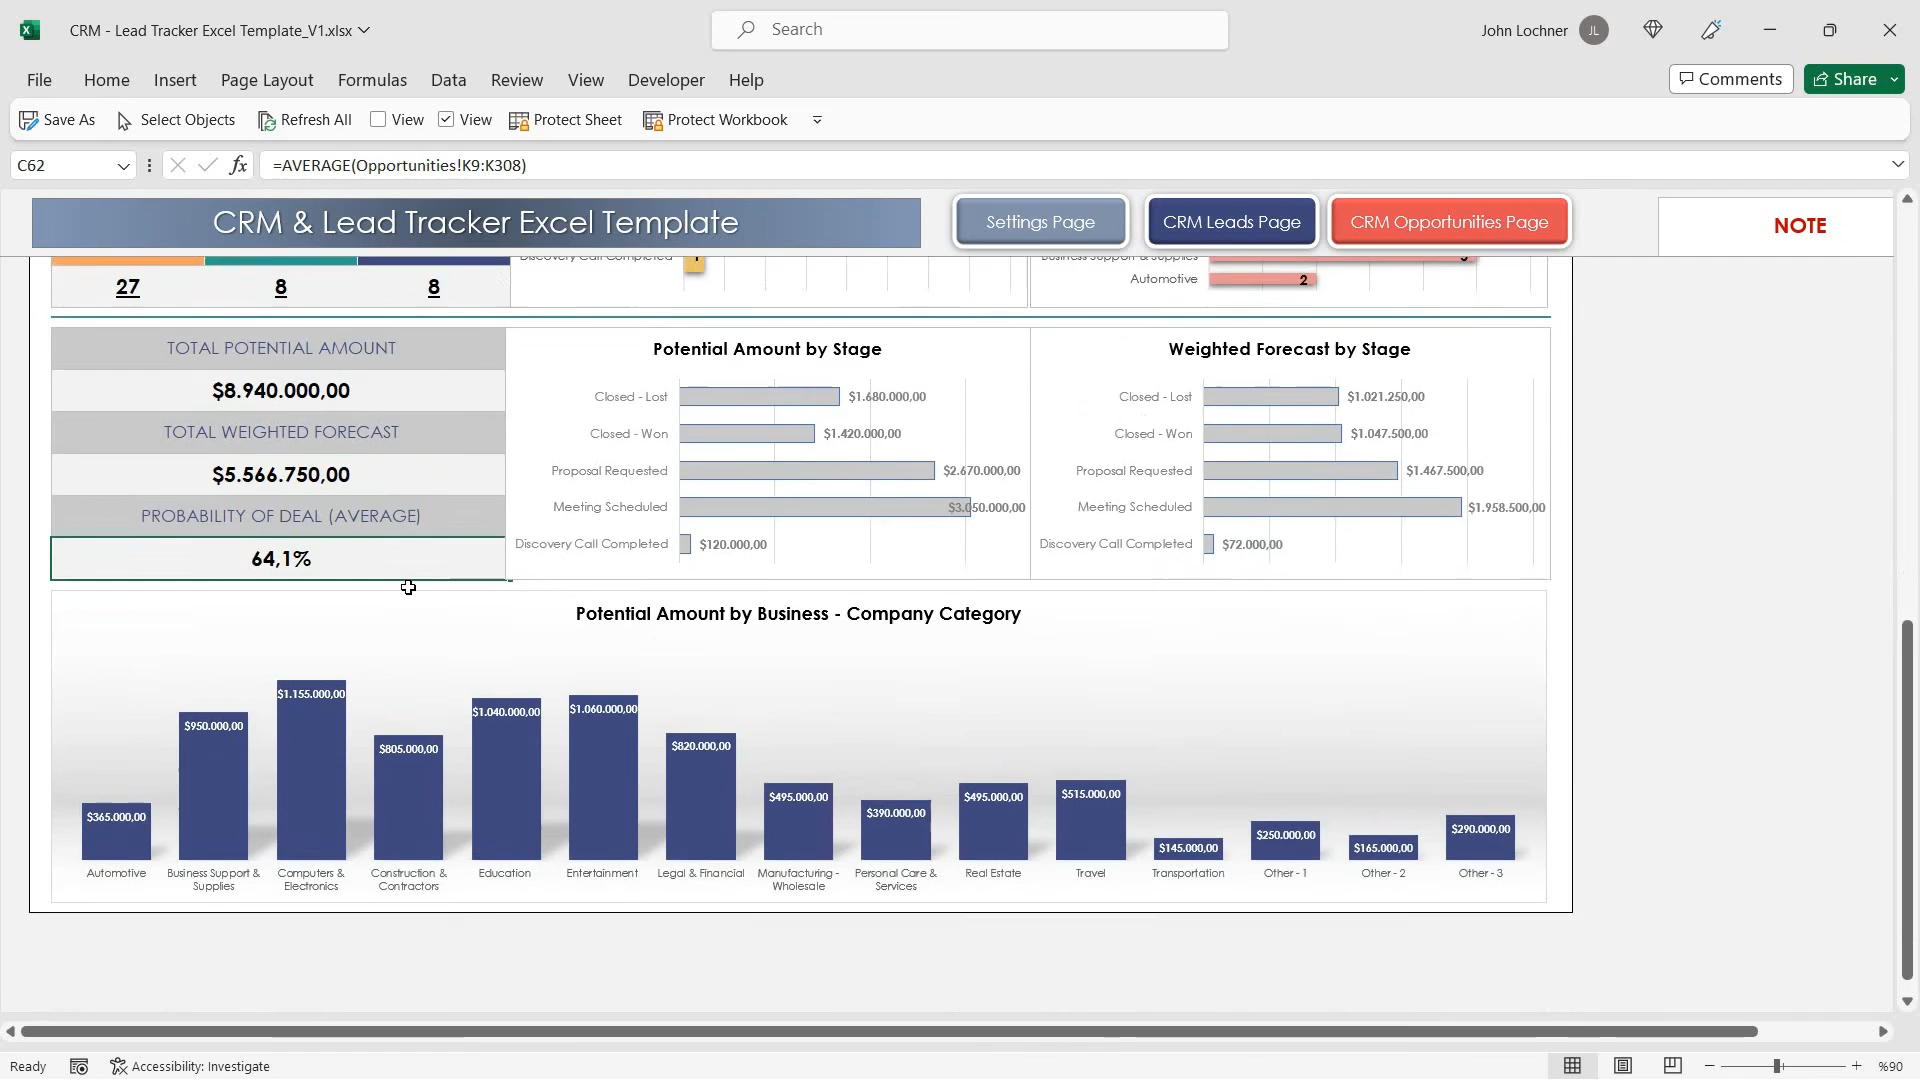 CRM - Lead Tracker Excel Template_V1.xlsx
Search
John Lochner
JL
File Home Insert Page Layout Formulas Data Review View Developer Help
Comments
Share
Save As Select Objects Refresh All View View Protect Sheet Protect Workbook
C62
fx
=AVERAGE(Opportunities!K9:K308)
CRM & Lead Tracker Excel Template
Settings Page
CRM Leads Page
CRM Opportunities Page
NOTE
27 8 8
Discovery Call Completed 1
Business Support & Supplies
Automotive 2
TOTAL POTENTIAL AMOUNT
$8.940.000,00
TOTAL WEIGHTED FORECAST
$5.566.750,00
PROBABILITY OF DEAL (AVERAGE)
64,1%
Potential Amount by Stage
Closed - Lost $1.680.000,00
Closed - Won $1.420.000,00
Proposal Requested $2.670.000,00
Meeting Scheduled $3.050.000,00
Discovery Call Completed $120.000,00
Weighted Forecast by Stage
Closed - Lost $1.021.250,00
Closed - Won $1.047.500,00
Proposal Requested $1.467.500,00
Meeting Scheduled $1.958.500,00
Discovery Call Completed $72.000,00
Potential Amount by Business - Company Category
$365.000,00 $950.000,00 $1.155.000,00 $805.000,00 $1.040.000,00 $1.060.000,00 $820.000,00 $495.000,00 $390.000,00 $495.000,00 $515.000,00 $145.000,00 $250.000,00 $165.000,00 $290.000,00
Automotive
Business Support &
Supplies
Computers &
Electronics
Construction &
Contractors
Education
Entertainment
Legal & Financial
Manufacturing -
Wholesale
Personal Care &
Services
Real Estate
Travel
Transportation
Other - 1
Other - 2
Other - 3
Ready
Accessibility: Investigate
%90